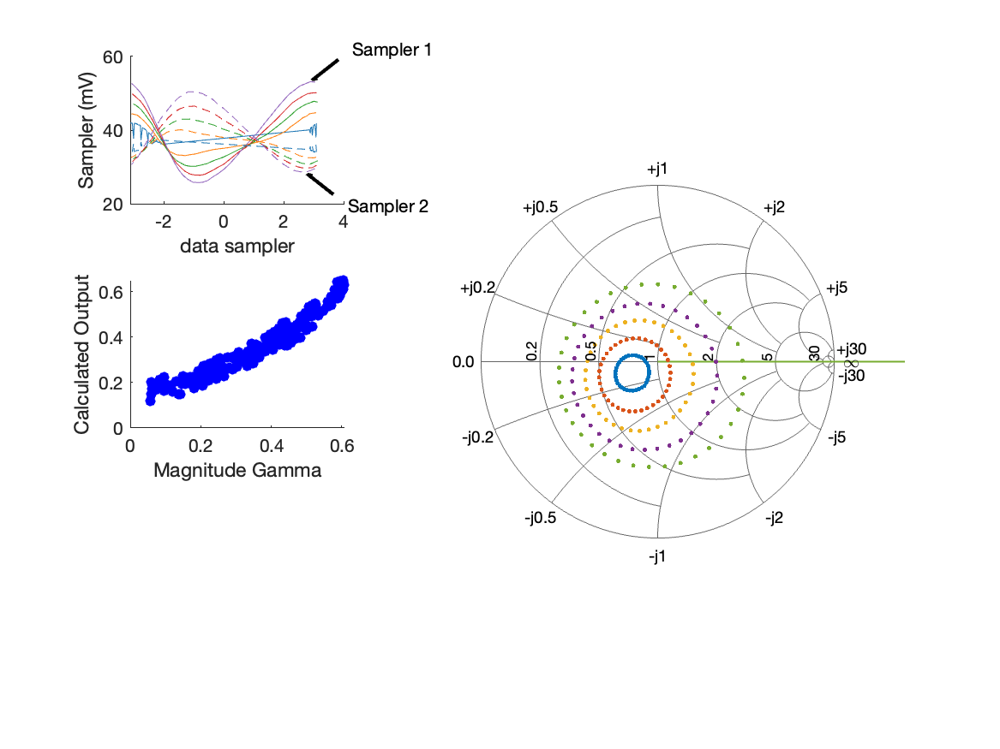 Sampler 1
60
40
20
Sampler (mV)
-2
0
2
4
Sampler 2
data sampler
0.6
0.4
0.2
0
Calculated Output
0
0.2
0.4
0.6
Magnitude Gamma
+j1
+j0.5
+j2
+j0.2
+j5
0.0
0.2
0.5
1
2
5
30
+j30
∞
-j30
-j0.2
-j5
-j0.5
-j2
-j1